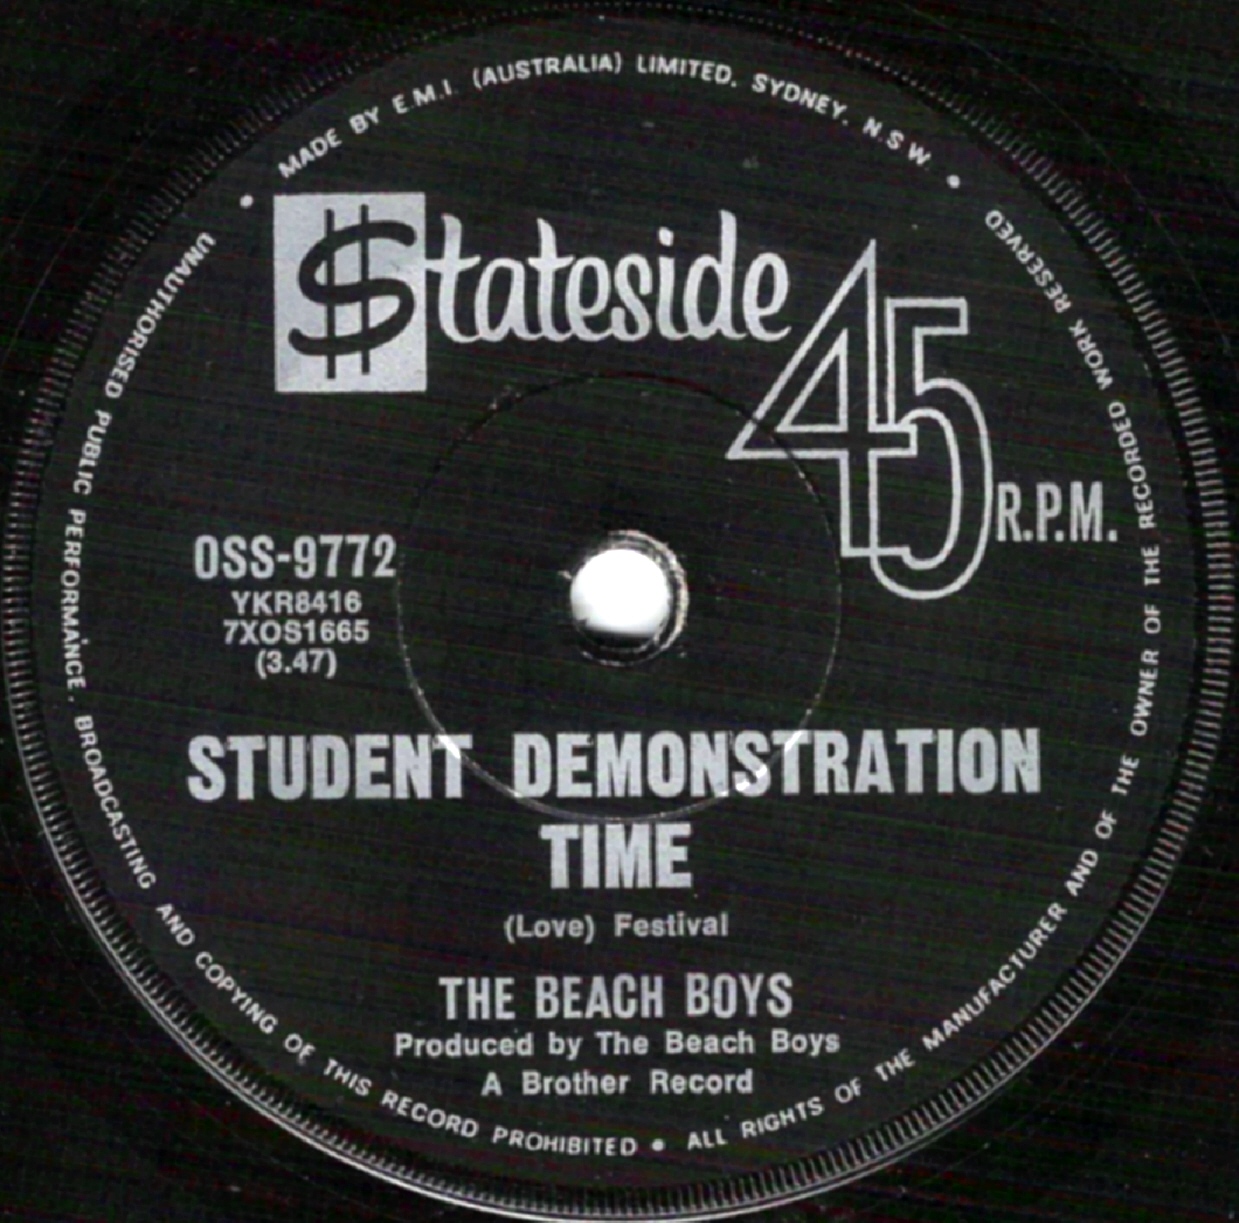 MADE BY E.M.I. (AUSTRALIA) LIMITED. SYDNEY. N.S.W.
Stateside
45
R.P.M.
OSS-9772
YKR8416
7XOS1665
(3.47)
STUDENT DEMONSTRATION
TIME
(Love) Festival
THE BEACH BOYS
Produced by The Beach Boys
A Brother Record
UNAUTHORISED PUBLIC PERFORMANCE, BROADCASTING AND COPYING OF THIS RECORD PROHIBITED • ALL RIGHTS OF THE MANUFACTURER AND OF THE OWNER OF THE RECORDED WORK RESERVED